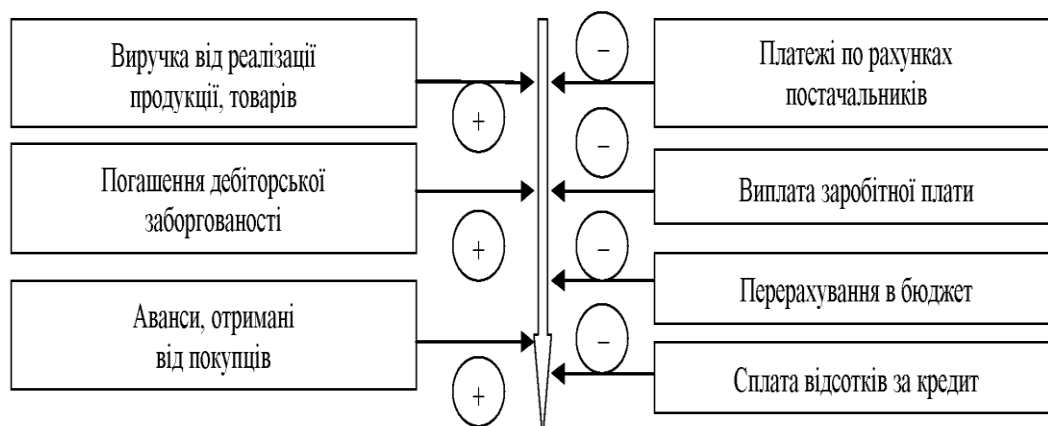 Виручка від реалізації
продукції, товарів
+
Погашення дебіторської
заборгованості
+
Аванси, отримані
від покупців
+
–
Платежі по рахунках
постачальників
–
Виплата заробітної плати
–
Перерахування в бюджет
–
Сплата відсотків за кредит